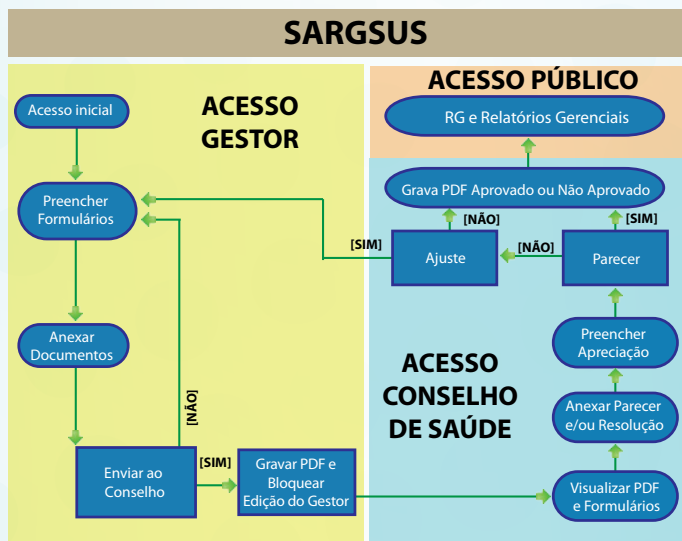 SARGSUS
ACESSO
GESTOR
Acesso inicial
Preencher
Formulários
Anexar
Documentos
[NÃO]
Enviar ao
Conselho
[SIM]
Gravar PDF e
Bloquear
Edição do Gestor
ACESSO PÚBLICO
RG e Relatórios Gerenciais
Grava PDF Aprovado ou Não Aprovado
[SIM]
[NÃO]
[SIM]
Ajuste
[NÃO]
Parecer
ACESSO
CONSELHO
DE SAÚDE
Preencher
Apreciação
Anexar Parecer
e/ou Resolução
Visualizar PDF
e Formulários